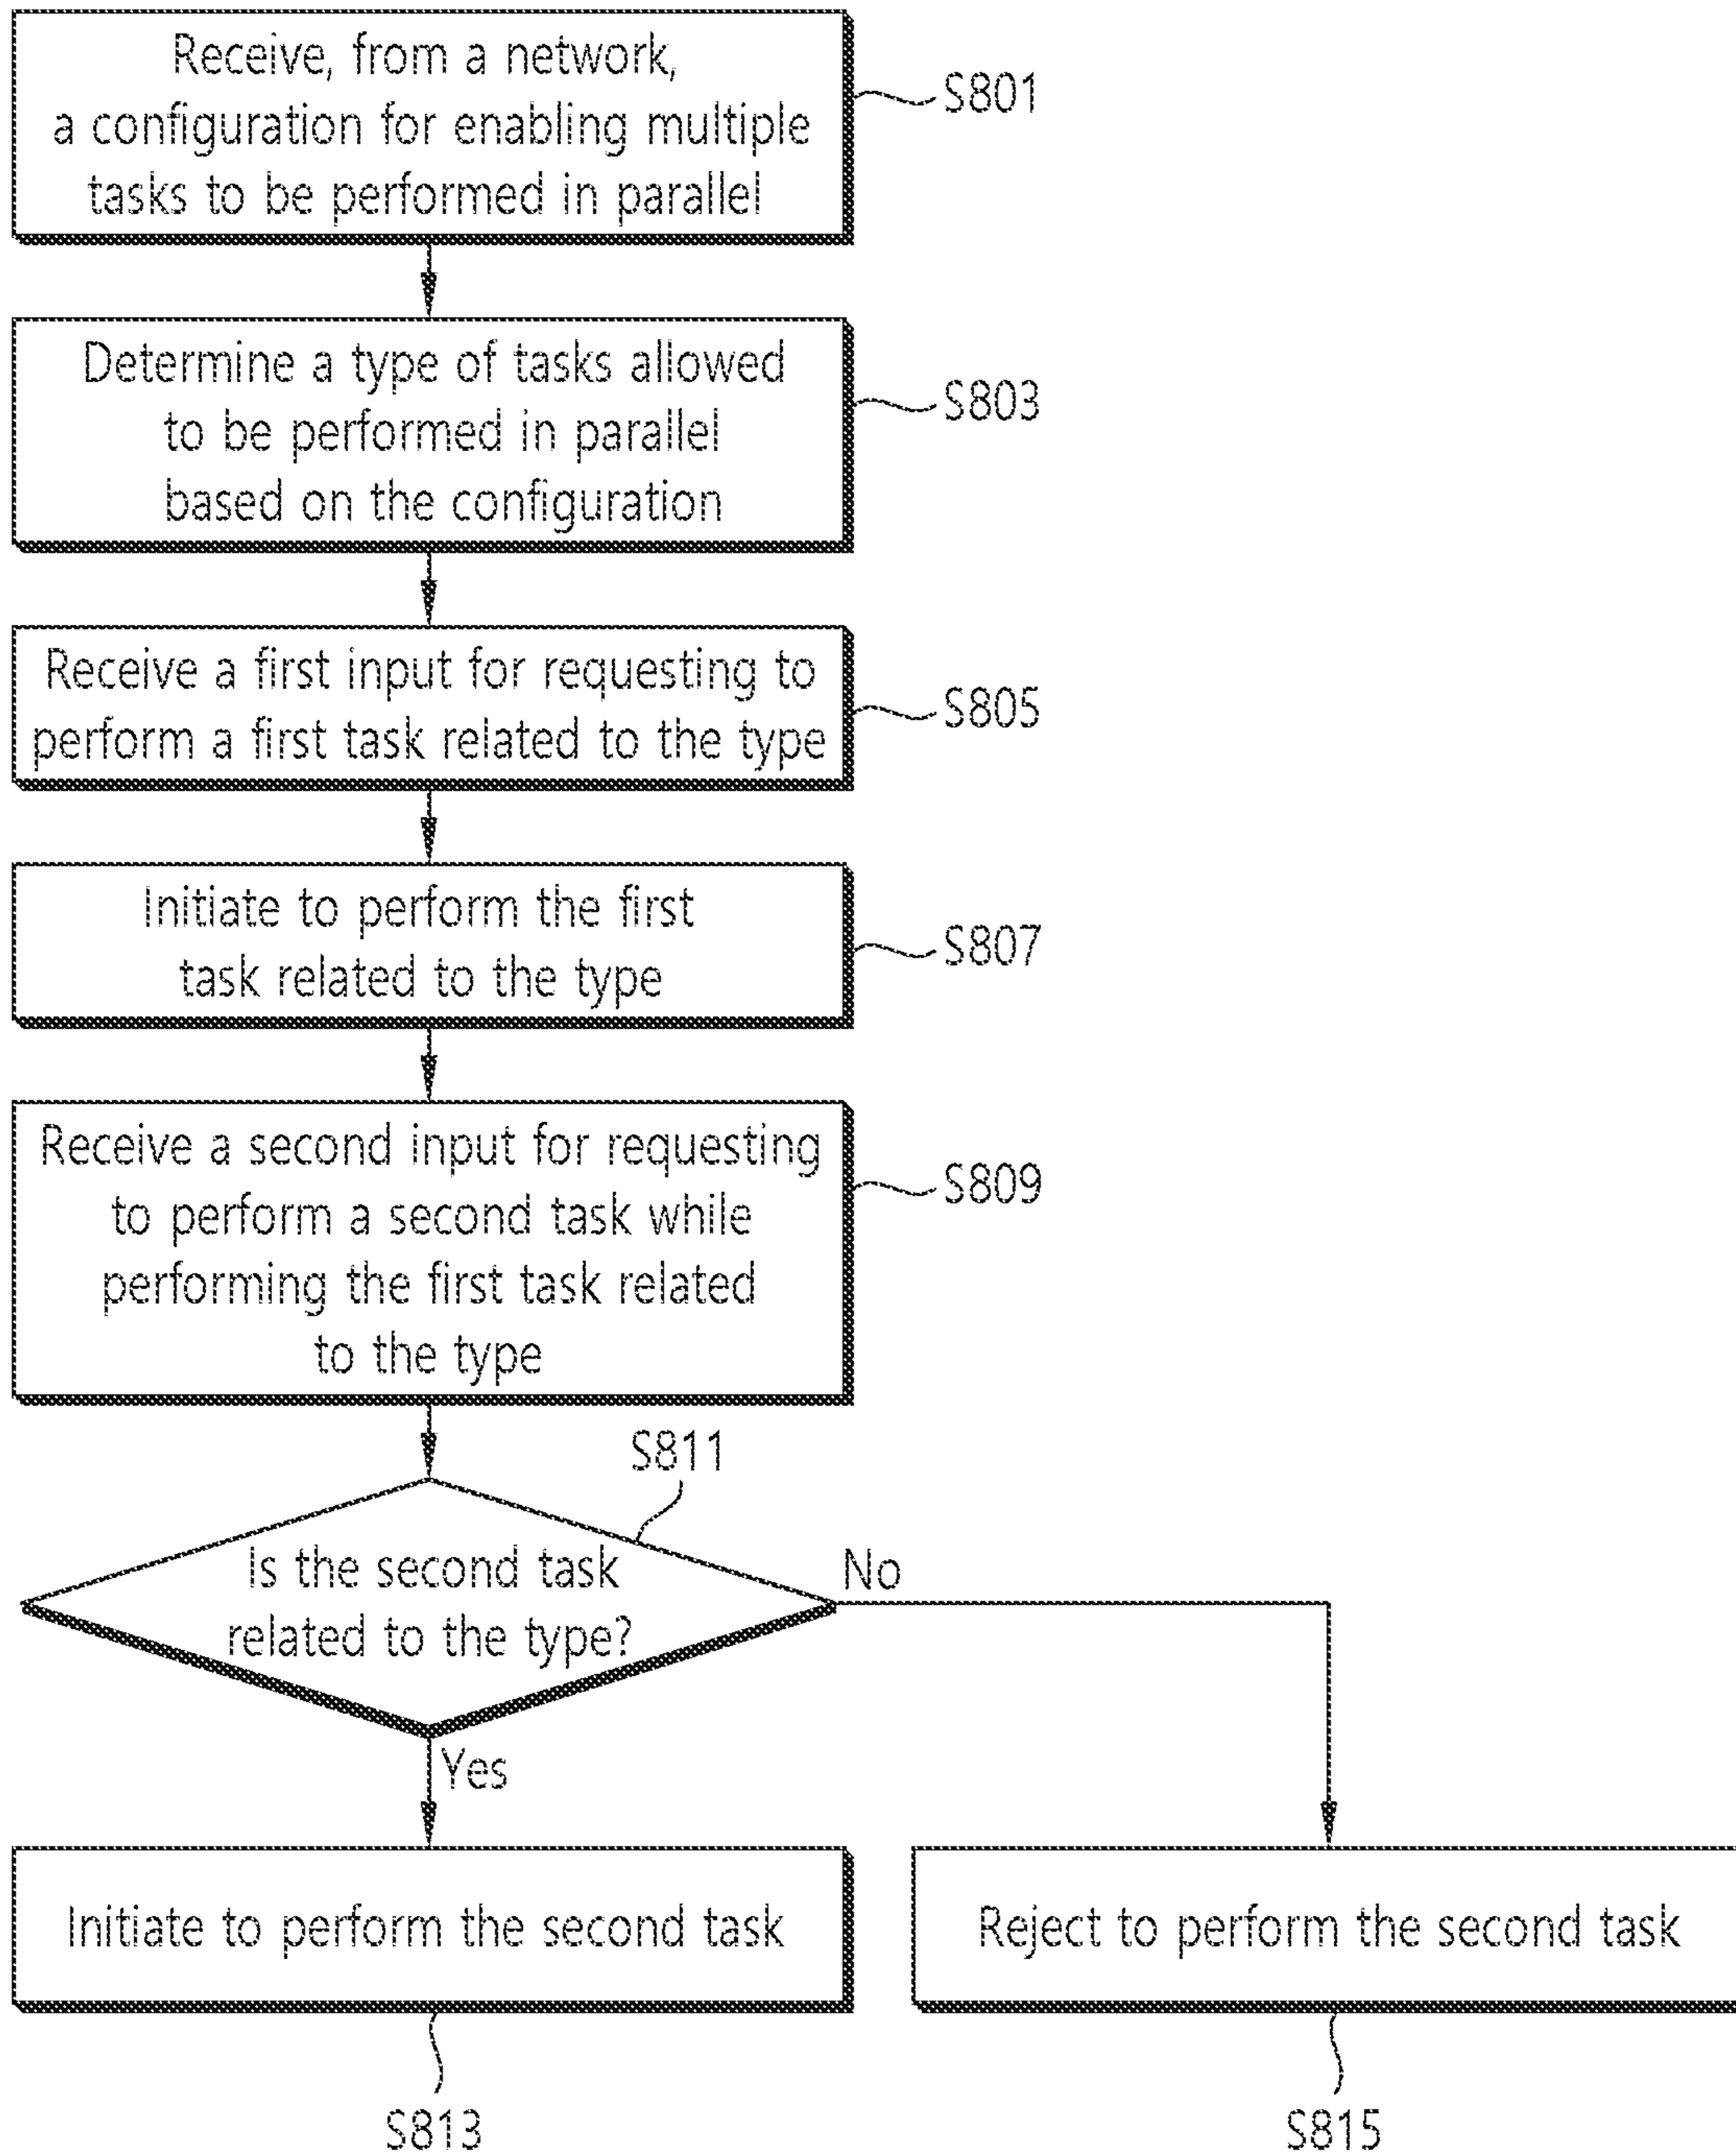 Receive, from a network,
a configuration for enabling multiple
tasks to be performed in parallel
S801
Determine a type of tasks allowed
to be performed in parallel
based on the configuration
S803
Receive a first input for requesting to
perform a first task related to the type
S805
Initiate to perform the first
task related to the type
S807
Receive a second input for requesting
to perform a second task while
performing the first task related
to the type
S809
S811
Is the second task
related to the type?
No
Yes
Initiate to perform the second task
Reject to perform the second task
S813
S815